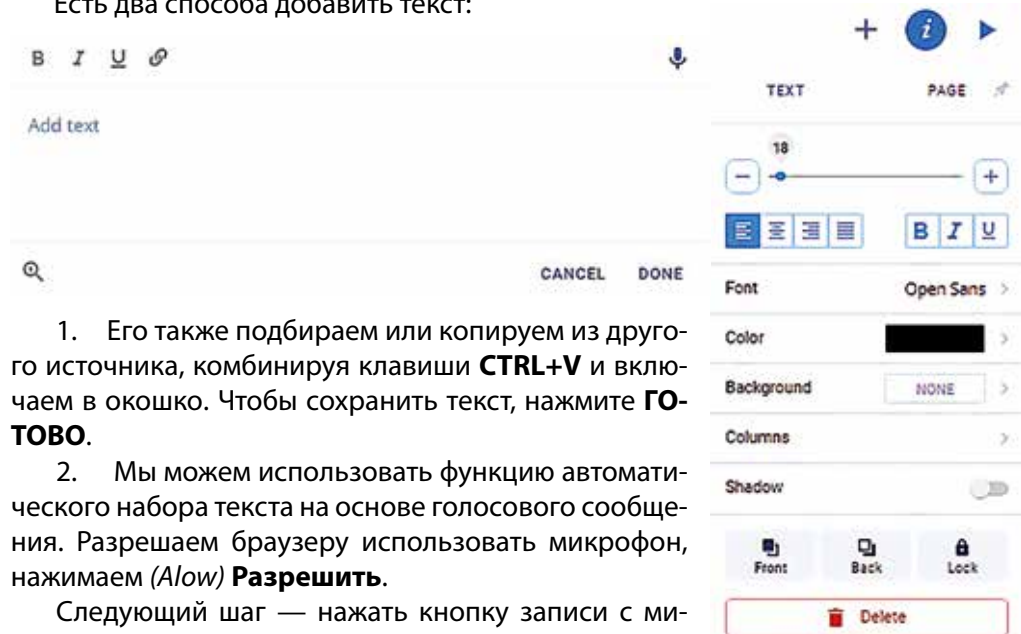 Есть два способа добавить текст:
B I U
Add text
CANCEL DONE
1. Его также подбираем или копируем из друго-
го источника, комбинируя клавиши CTRL+V и вклю-
чаем в окошко. Чтобы сохранить текст, нажмите ГО-
ТОВО.
2. Мы можем использовать функцию автомати-
ческого набора текста на основе голосового сообще-
ния. Разрешаем браузеру использовать микрофон,
нажимаем (Alow) Разрешить.
Следующий шаг — нажать кнопку записи с ми-
TEXT PAGE
18
B I U
Font Open Sans
Color
Background NONE
Columns
Shadow
Front Back Lock
Delete